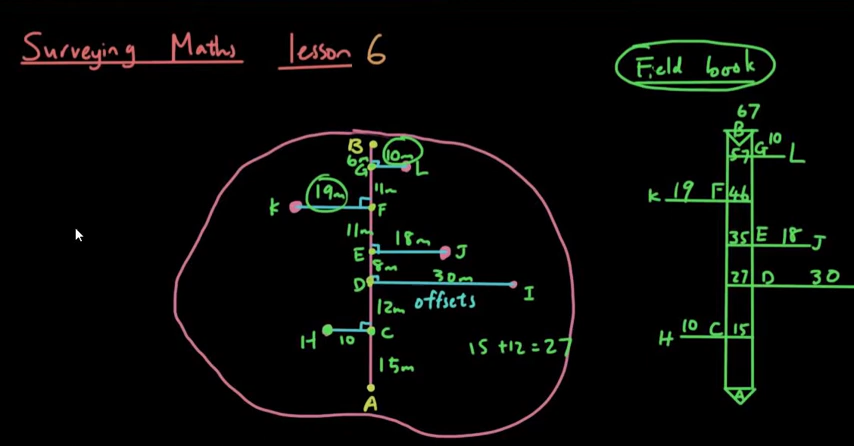 Surveying Maths lesson 6
Field book
67
B
B
6m
10m
G
L
57
G
10
L
11m
K
19m
F
K
19
F
46
11m
18m
E
J
35
E
18
J
8m
30m
D
I
27
D
30
12m
offsets
H
10
C
H
10
C
15
15 + 12 = 27
15m
A
A